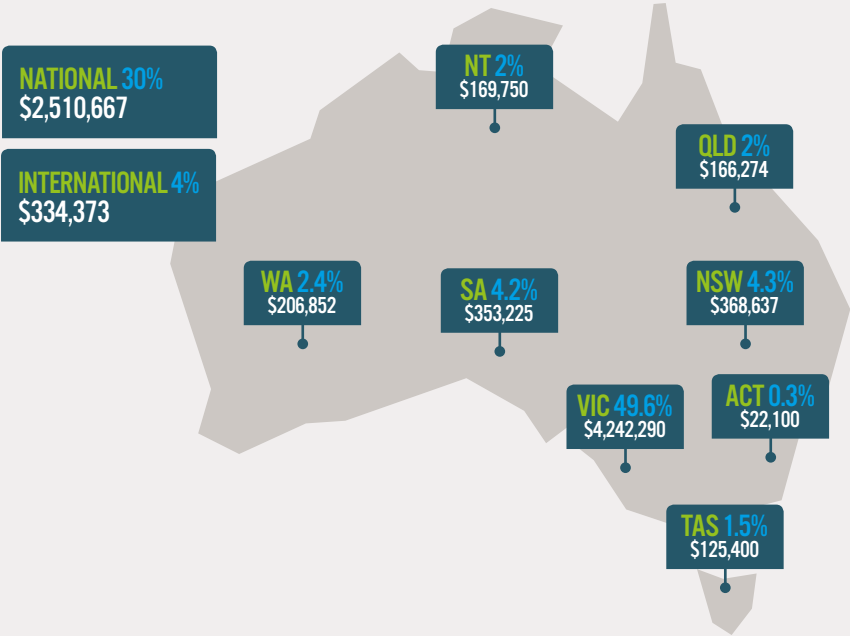 NATIONAL 30%
$2,510,667
INTERNATIONAL 4%
$334,373
NT 2%
$169,750
QLD 2%
$166,274
WA 2.4%
$206,852
SA 4.2%
$353,225
NSW 4.3%
$368,637
VIC 49.6%
$4,242,290
ACT 0.3%
$22,100
TAS 1.5%
$125,400